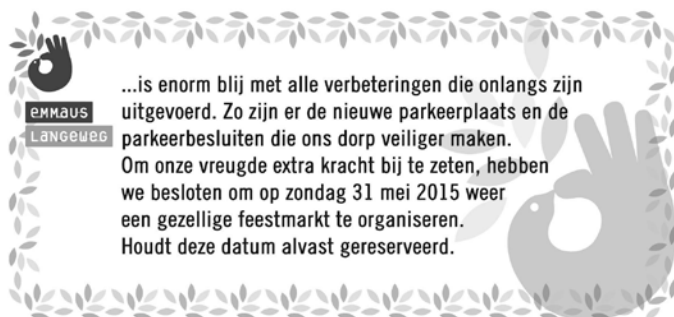 emmaus
Langeweg
...is enorm blij met alle verbeteringen die onlangs zijn
uitgevoerd. Zo zijn er de nieuwe parkeerplaats en de
parkeerbesluiten die ons dorp veiliger maken.
Om onze vreugde extra kracht bij te zeten, hebben
we besloten om op zondag 31 mei 2015 weer
een gezellige feestmarkt te organiseren.
Houdt deze datum alvast gereserveerd.